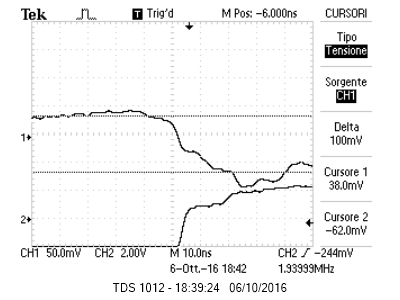 Tek T Trig'd M Pos: -6.000ns CURSORI
Tipo
Tensione
Sorgente
CH1
Delta
100mV
Cursore 1
38.0mV
Cursore 2
-62.0mV
1
2
CH1 50.0mV CH2 2.00V M 10.0ns CH2 -244mV
6-Ott.-16 18:42 1.93999MHz
TDS 1012 - 18:39:24 06/10/2016